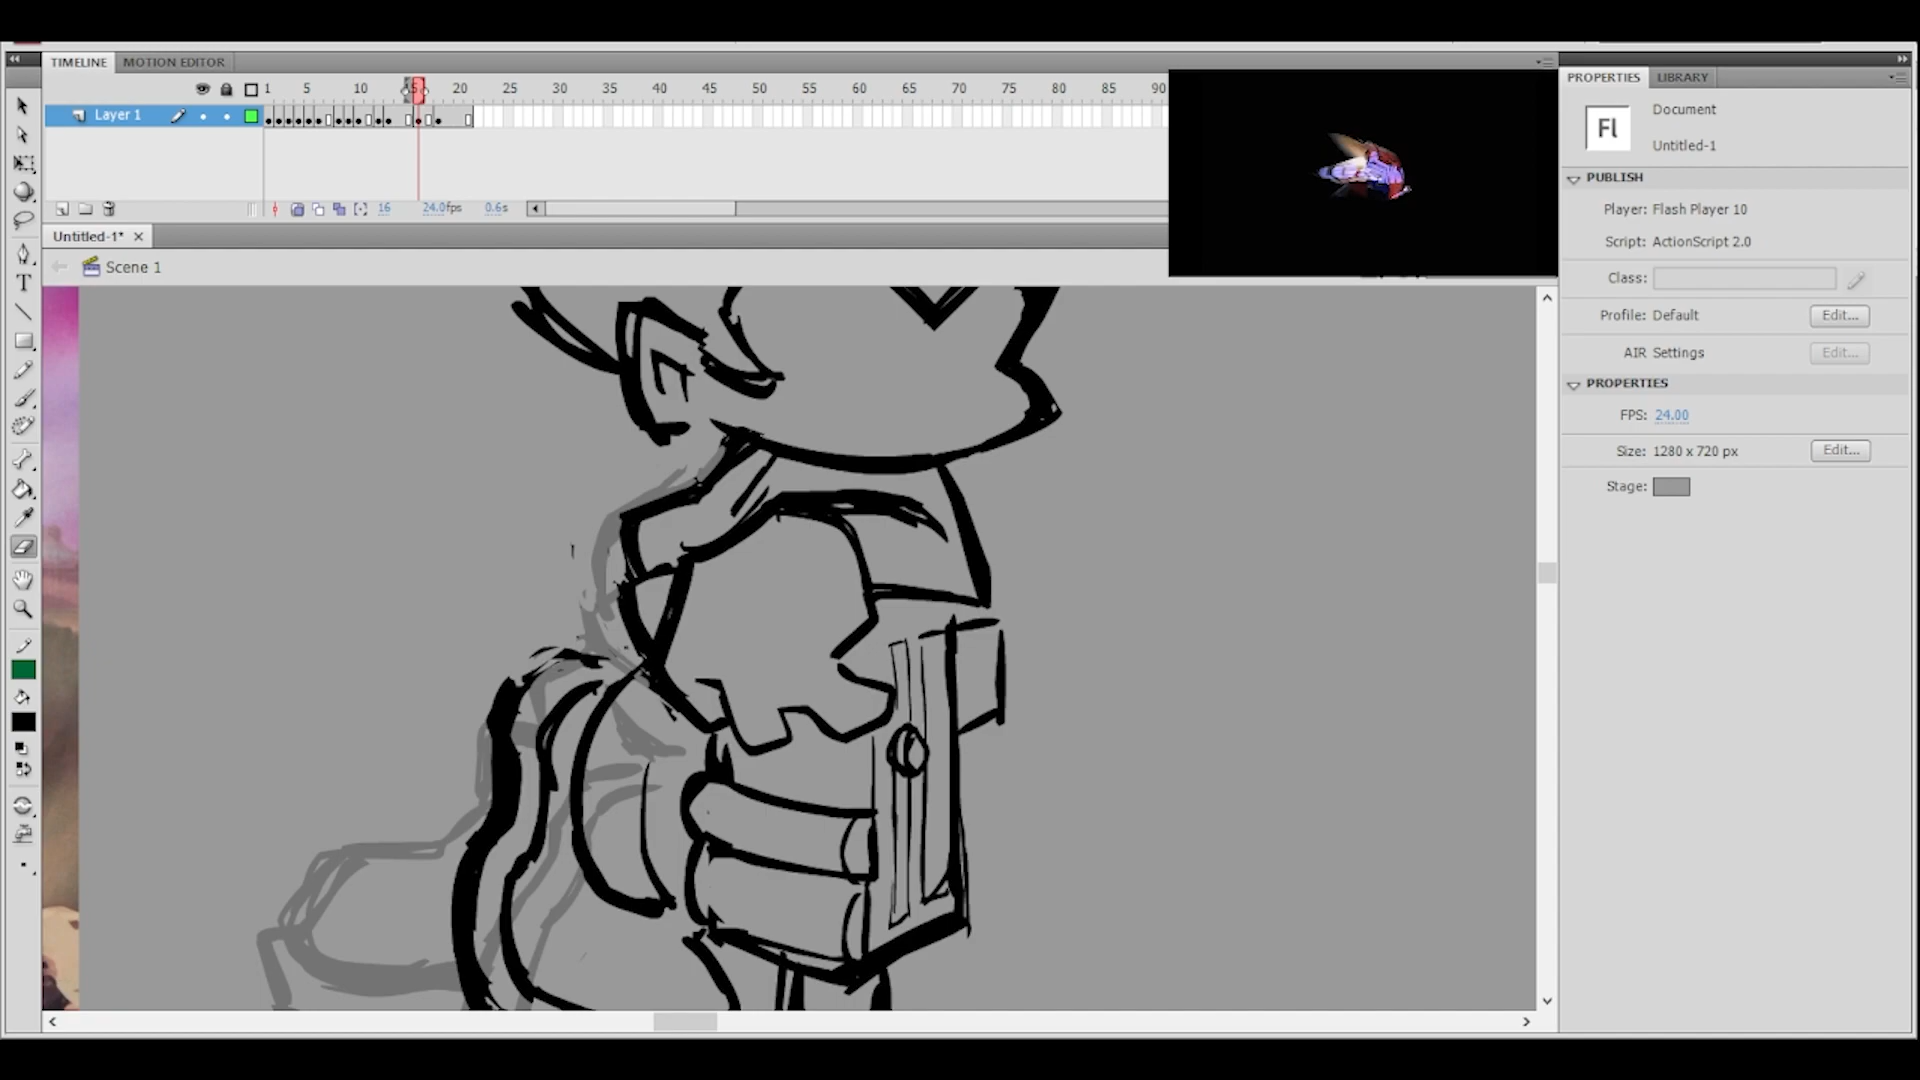 TIMELINE MOTION EDITOR
1 5 10 15 20 25 30 35 40 45 50 55 60 65 70 75 80 85 90
Layer 1
16 24.0fps 0.6s
Untitled-1*
Scene 1
T
PROPERTIES LIBRARY
Fl
Document
Untitled-1
PUBLISH
Player: Flash Player 10
Script: ActionScript 2.0
Class:
Profile: Default Edit...
AIR Settings Edit...
PROPERTIES
FPS: 24.00
Size: 1280 x 720 px Edit...
Stage: